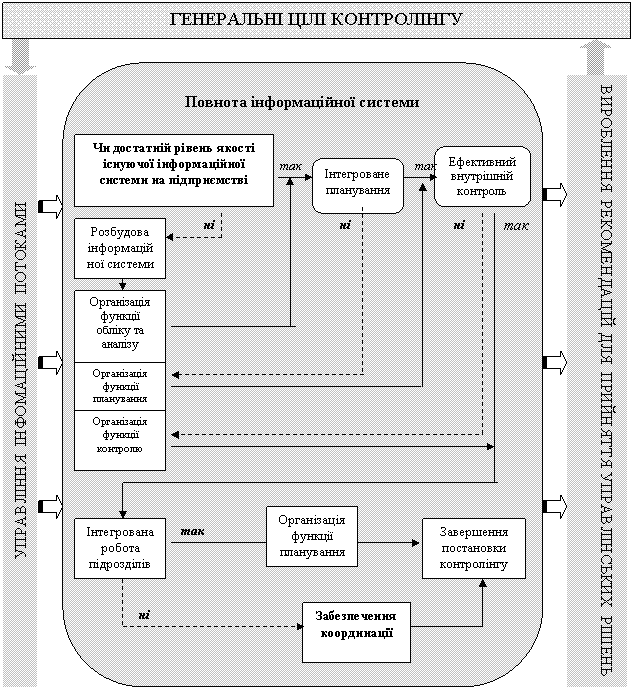 ГЕНЕРАЛЬНІ ЦІЛІ КОНТРОЛІНГУ
УПРАВЛІННЯ ІНФОМАЦІЙНИМИ ПОТОКАМИ
Повнота інформаційної системи
Чи достатній рівень якості
існуючої інформаційної
системи на підприємстві
так
Інтегроване
планування
так
Ефективний
внутрішній
контроль
ні
ні
ні
так
Розбудова
інформацій
ної системи
Організація
функції
обліку та
аналізу
Організація
функції
планування
Організація
функції
контролю
Інтегрована
робота
підрозділів
так
Організація
функції
планування
Завершення
постановки
контролінгу
ні
Забезпечення
координації
ВИРОБЛЕННЯ РЕКОМЕНДАЦІЙ ДЛЯ ПРИЙНЯТТЯ УПРАВЛІНСЬКИХ РІШЕНЬ